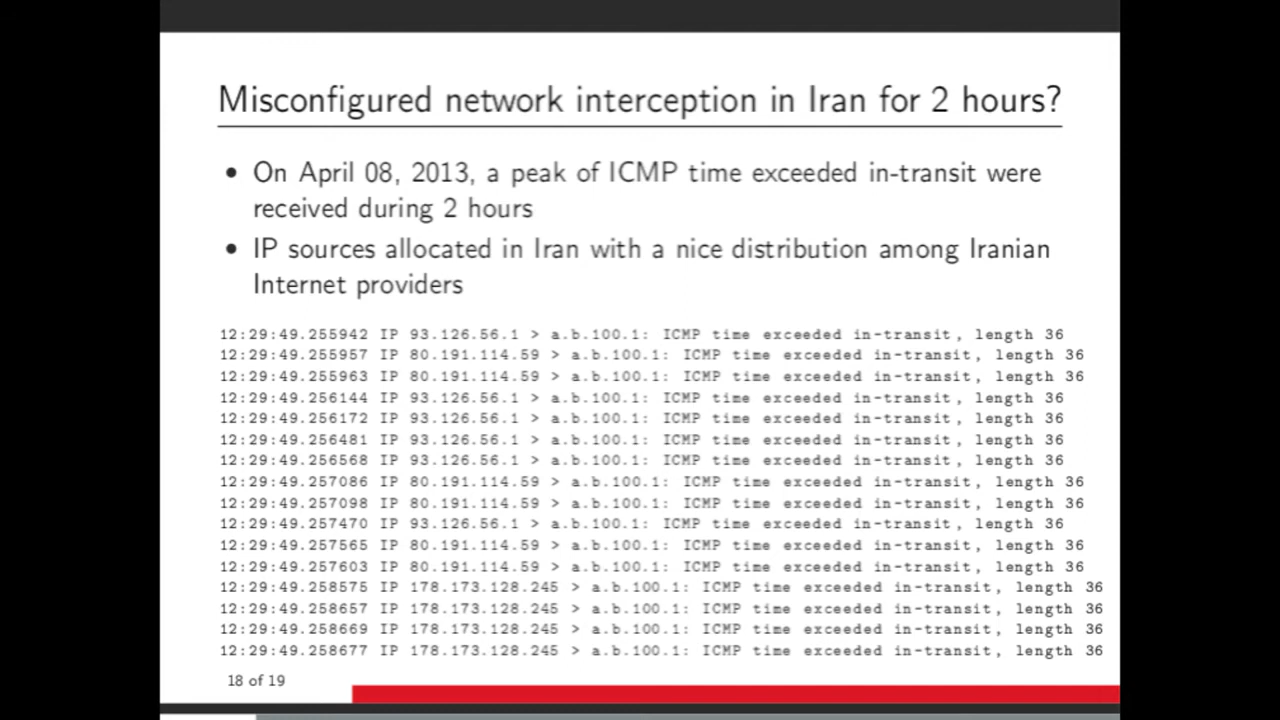 Misconfigured network interception in Iran for 2 hours?
• On April 08, 2013, a peak of ICMP time exceeded in-transit were
received during 2 hours
• IP sources allocated in Iran with a nice distribution among Iranian
Internet providers
12:29:49.255942 IP 93.126.56.1 > a.b.100.1: ICMP time exceeded in-transit, length 36
12:29:49.255957 IP 80.191.114.59 > a.b.100.1: ICMP time exceeded in-transit, length 36
12:29:49.255963 IP 80.191.114.59 > a.b.100.1: ICMP time exceeded in-transit, length 36
12:29:49.256144 IP 93.126.56.1 > a.b.100.1: ICMP time exceeded in-transit, length 36
12:29:49.256172 IP 93.126.56.1 > a.b.100.1: ICMP time exceeded in-transit, length 36
12:29:49.256481 IP 93.126.56.1 > a.b.100.1: ICMP time exceeded in-transit, length 36
12:29:49.256568 IP 93.126.56.1 > a.b.100.1: ICMP time exceeded in-transit, length 36
12:29:49.257086 IP 80.191.114.59 > a.b.100.1: ICMP time exceeded in-transit, length 36
12:29:49.257098 IP 80.191.114.59 > a.b.100.1: ICMP time exceeded in-transit, length 36
12:29:49.257470 IP 93.126.56.1 > a.b.100.1: ICMP time exceeded in-transit, length 36
12:29:49.257565 IP 80.191.114.59 > a.b.100.1: ICMP time exceeded in-transit, length 36
12:29:49.257603 IP 80.191.114.59 > a.b.100.1: ICMP time exceeded in-transit, length 36
12:29:49.258575 IP 178.173.128.245 > a.b.100.1: ICMP time exceeded in-transit, length 36
12:29:49.258657 IP 178.173.128.245 > a.b.100.1: ICMP time exceeded in-transit, length 36
12:29:49.258669 IP 178.173.128.245 > a.b.100.1: ICMP time exceeded in-transit, length 36
12:29:49.258677 IP 178.173.128.245 > a.b.100.1: ICMP time exceeded in-transit, length 36
18 of 19